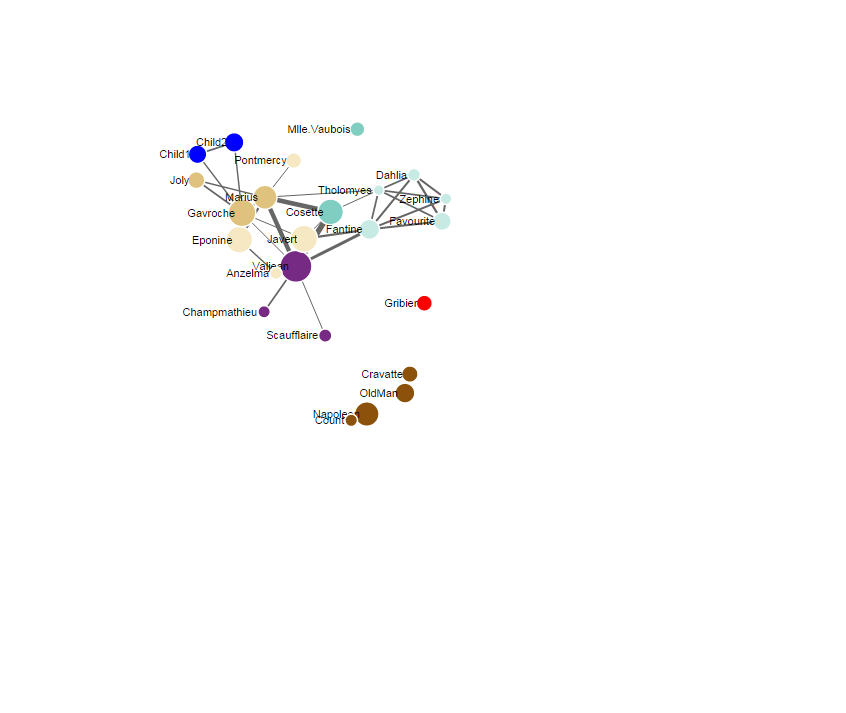 Mlle.Vaubois
Child2
Child1
Pontmercy
Dahlia
Joly
Tholomyes
Marius
Zephine
Gavroche
Cosette
Favourite
Fantine
Eponine
Javert
Valjean
Anzelma
Gribier
Champmathieu
Scaufflaire
Cravatte
OldMan
Napoleon
Count